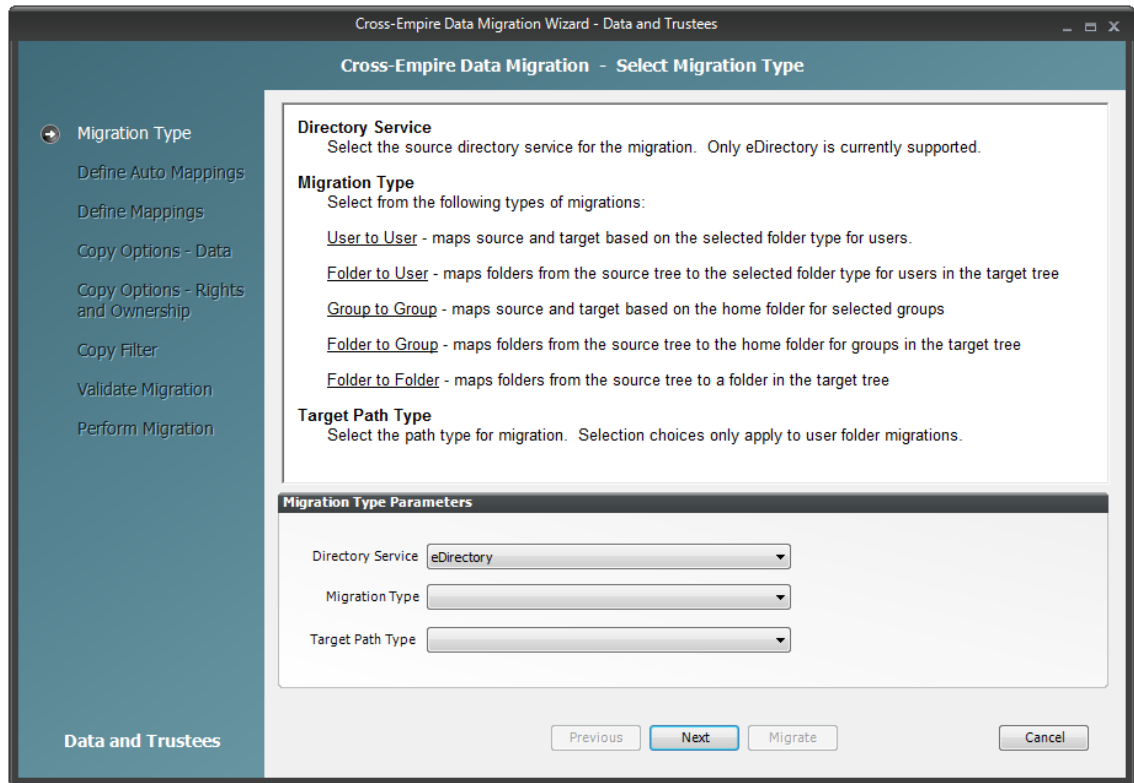 Cross-Empire Data Migration Wizard - Data and Trustees
Cross-Empire Data Migration - Select Migration Type
Migration Type
Define Auto Mappings
Define Mappings
Copy Options - Data
Copy Options - Rights
and Ownership
Copy Filter
Validate Migration
Perform Migration
Data and Trustees
Directory Service
Select the source directory service for the migration. Only eDirectory is currently supported.
Migration Type
Select from the following types of migrations:
User to User - maps source and target based on the selected folder type for users.
Folder to User - maps folders from the source tree to the selected folder type for users in the target tree
Group to Group - maps source and target based on the home folder for selected groups
Folder to Group - maps folders from the source tree to the home folder for groups in the target tree
Folder to Folder - maps folders from the source tree to a folder in the target tree
Target Path Type
Select the path type for migration. Selection choices only apply to user folder migrations.
Migration Type Parameters
Directory Service eDirectory
Migration Type
Target Path Type
Previous Next Migrate Cancel